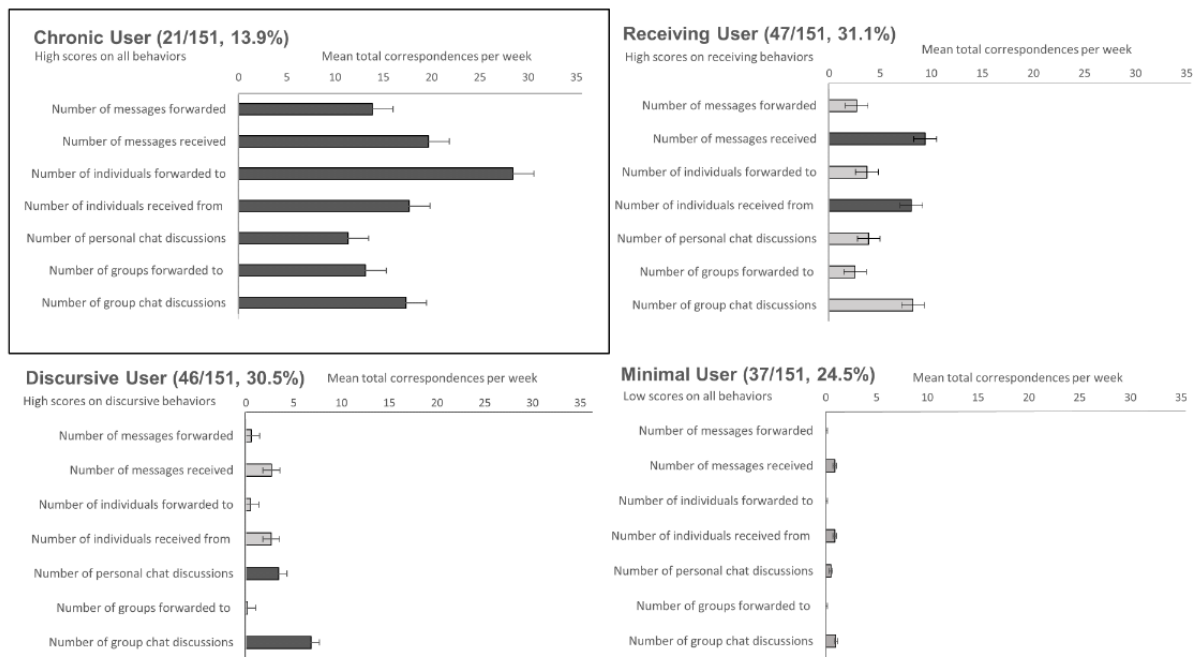 Chronic User (21/151, 13.9%)
High scores on all behaviors
Mean total correspondences per week
0 5 10 15 20 25 30 35
Number of messages forwarded
Number of messages received
Number of individuals forwarded to
Number of individuals received from
Number of personal chat discussions
Number of groups forwarded to
Number of group chat discussions
Receiving User (47/151, 31.1%)
Mean total correspondences per week
High scores on receiving behaviors
0 5 10 15 20 25 30 35
Number of messages forwarded
Number of messages received
Number of individuals forwarded to
Number of individuals received from
Number of personal chat discussions
Number of groups forwarded to
Number of group chat discussions
Discursive User (46/151, 30.5%)
Mean total correspondences per week
High scores on discursive behaviors
0 5 10 15 20 25 30 35
Number of messages forwarded
Number of messages received
Number of individuals forwarded to
Number of individuals received from
Number of personal chat discussions
Number of groups forwarded to
Number of group chat discussions
Minimal User (37/151, 24.5%)
Mean total correspondences per week
Low scores on all behaviors
0 5 10 15 20 25 30 35
Number of messages forwarded
Number of messages received
Number of individuals forwarded to
Number of individuals received from
Number of personal chat discussions
Number of groups forwarded to
Number of group chat discussions